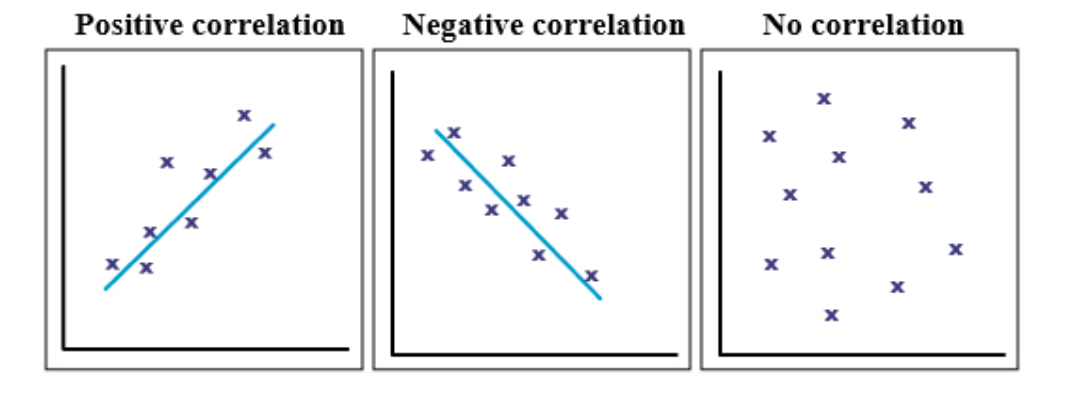 Positive correlation
Negative correlation
No correlation